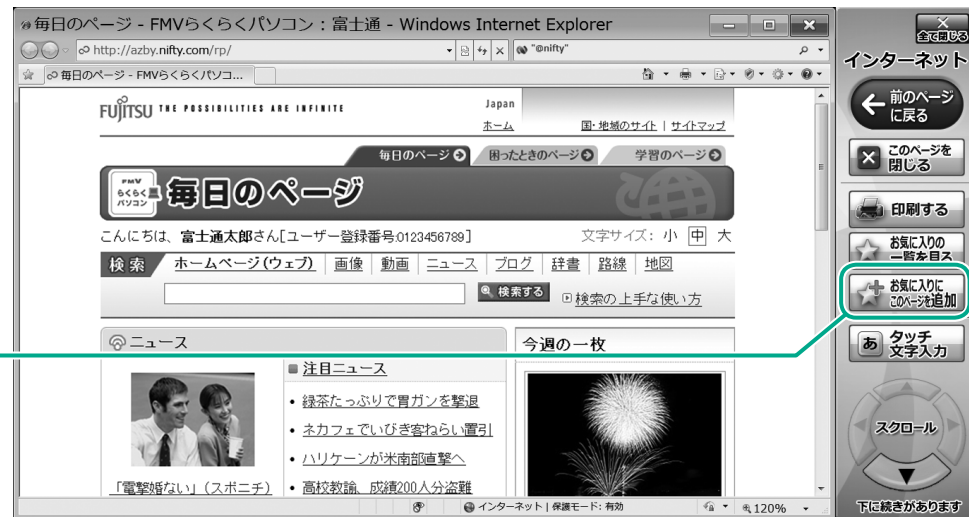 毎日のページ - FMVらくらくパソコン：富士通 - Windows Internet Explorer
http://azby.nifty.com/rp/
"@nifty"
毎日のページ - FMVらくらくパソコ...
FUJITSU THE POSSIBILITIES ARE INFINITE
Japan
ホーム
国・地域のサイト | サイトマップ
毎日のページ
困ったときのページ
学習のページ
FMV
らくらく
パソコン
毎日のページ
こんにちは、富士通太郎さん[ユーザー登録番号:0123456789]
文字サイズ: 小 中 大
検索 ホームページ(ウェブ) | 画像 | 動画 | ニュース | ブログ | 辞書 | 路線 | 地図
検索する
検索の上手な使い方
ニュース
注目ニュース
・緑茶たっぷりで胃ガンを撃退
・ネカフェでいびき客ねらい置引
・ハリケーンが米南部直撃へ
・高校教諭、成績200人分盗難
「電撃婚ない」(スポニチ)
今週の一枚
インターネット | 保護モード: 有効
120%
全て閉じる
インターネット
前のページ
に戻る
このページを
閉じる
印刷する
お気に入りの
一覧を見る
お気に入りに
このページを追加
あ タッチ
文字入力
スクロール
下に続きがあります